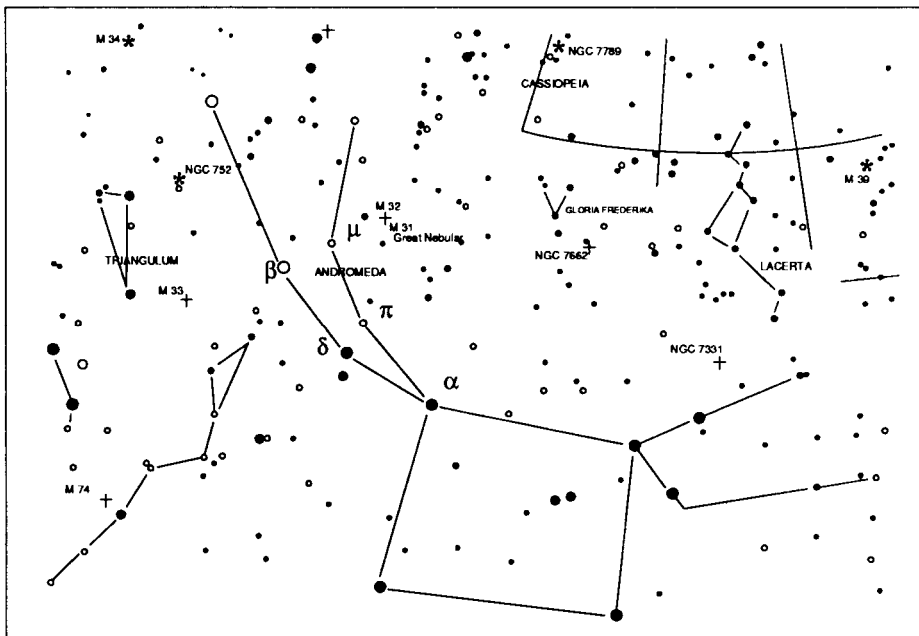 M 34
NGC 7789
CASSIOPEIA
NGC 752
M 39
M 32
M 31
Great Nebular
μ
GLORIA FREDERIKA
NGC 7662
TRIANGULUM
β
ANDROMEDA
LACERTA
M 33
π
δ
NGC 7331
α
M 74